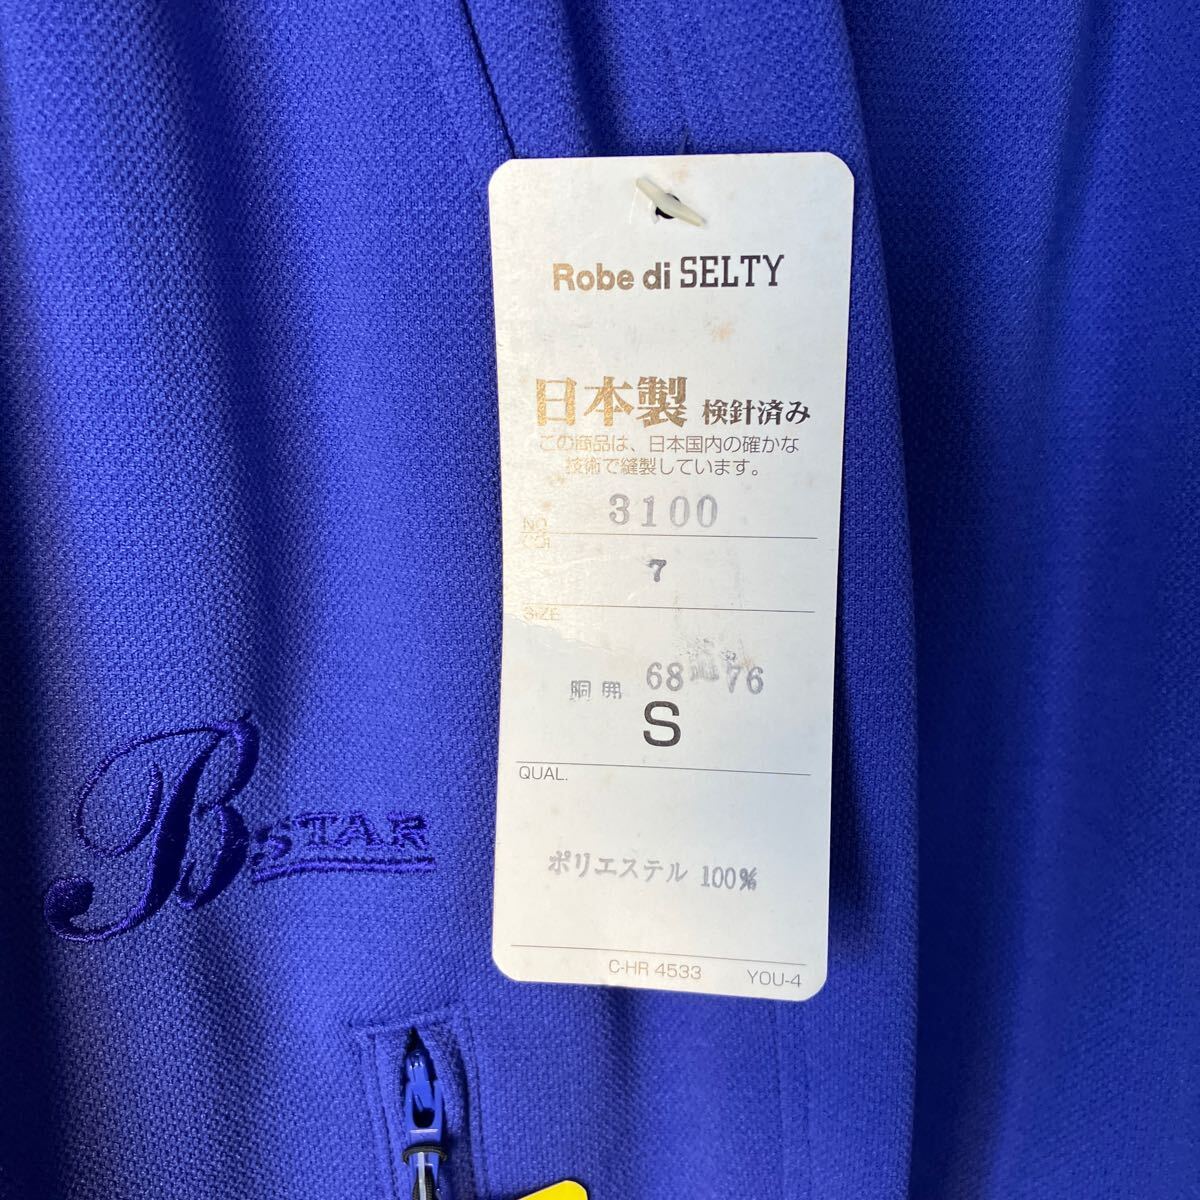 Robe di SELTY
日本製 検針済み
この商品は、日本国内の確かな
技術で縫製しています。
NO. 3100
COL
7
SIZE
胴囲 68 76
S
QUAL.
ポリエステル 100%
C-HR 4533 YOU-4
B STAR